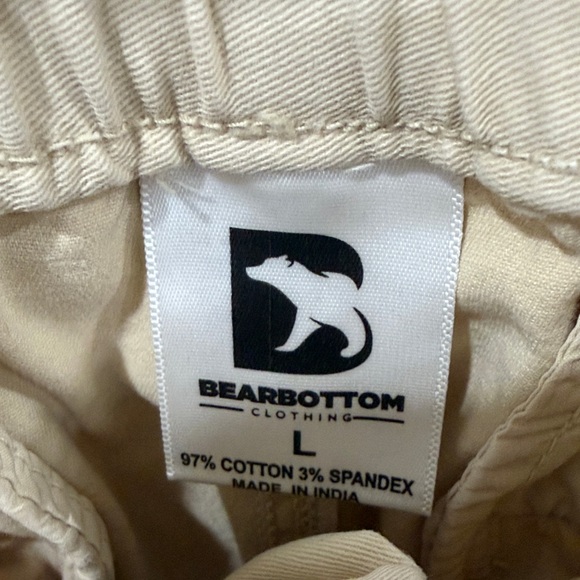 BEARBOTTOM
CLOTHING
L
97% COTTON 3% SPANDEX
MADE IN INDIA